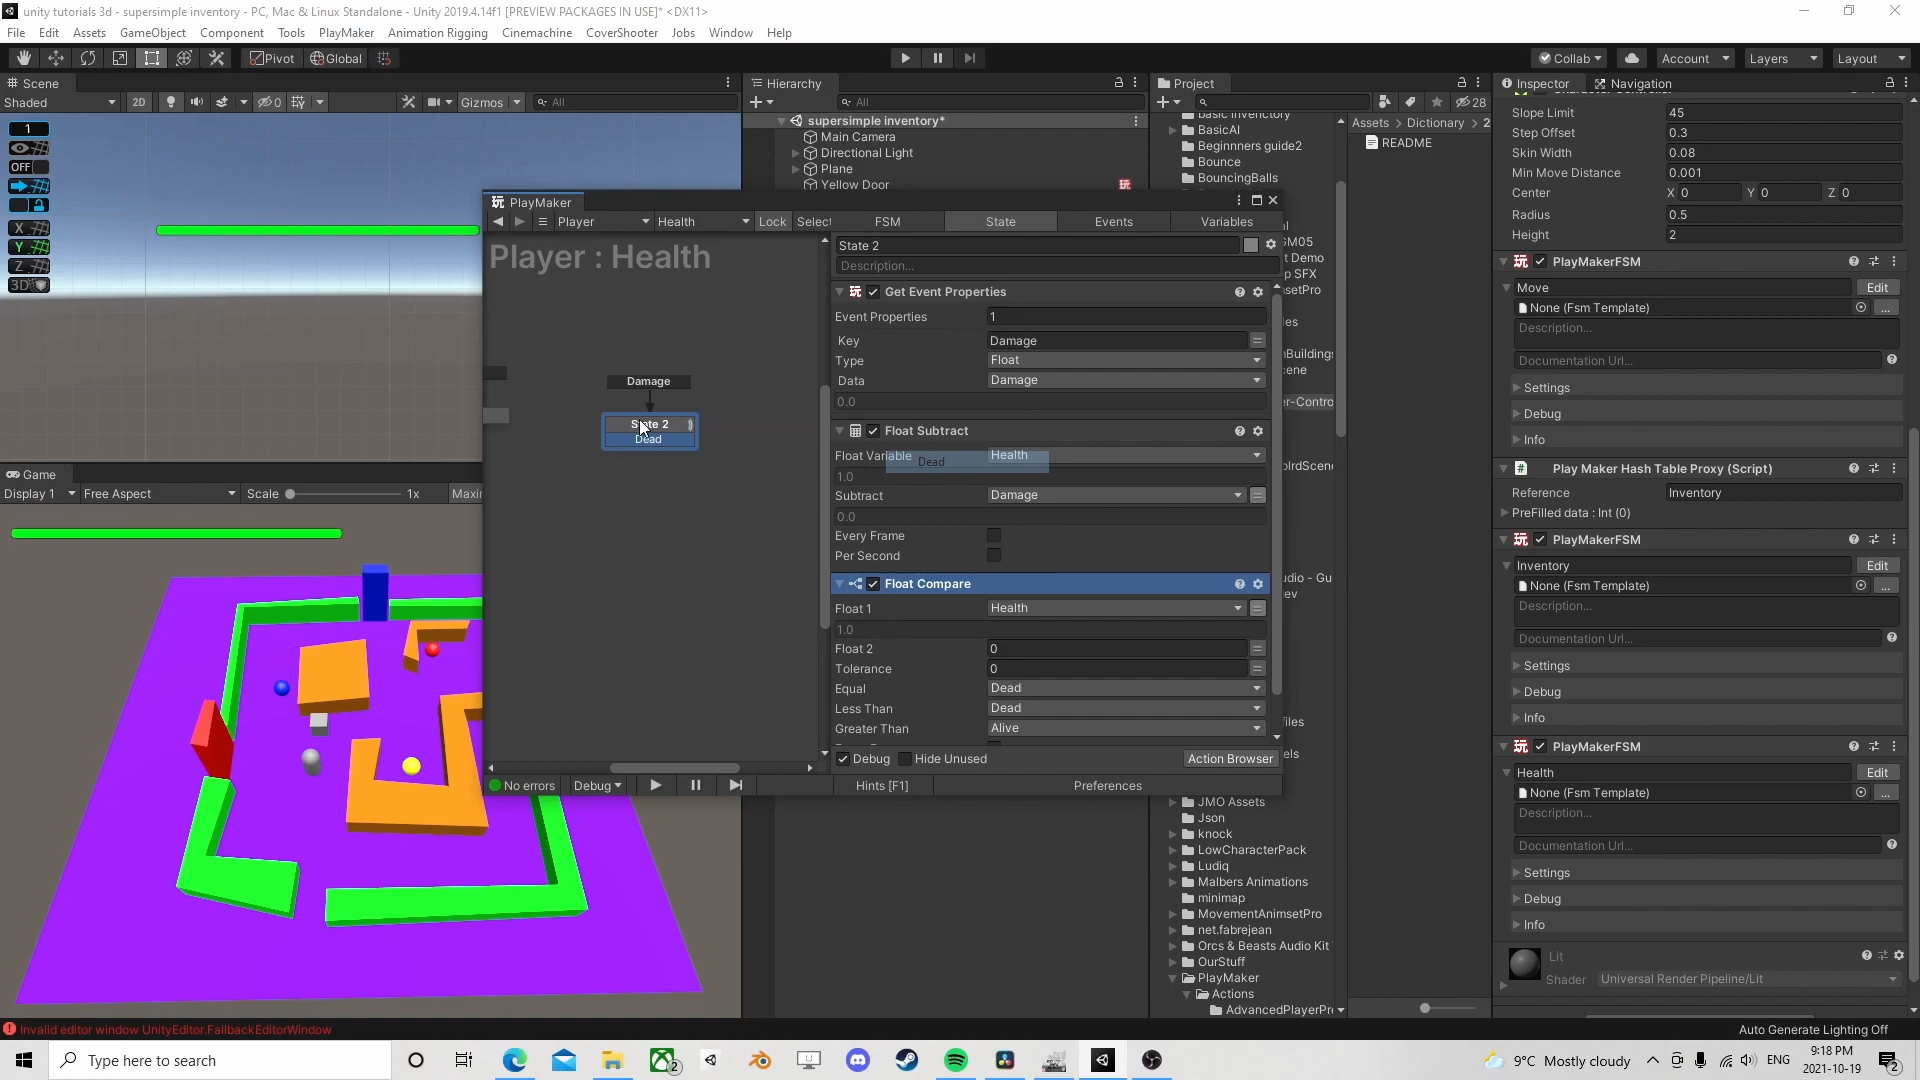 unity tutorials 3d - supersimple inventory - PC, Mac & Linux Standalone - Unity 2019.4.14f1 [PREVIEW PACKAGES IN USE]* <DX11>
File Edit Assets GameObject Component Tools PlayMaker Animation Rigging Cinemachine CoverShooter Jobs Window Help
Pivot Global Collab Account Layers Layout
Scene
Shaded 2D 0 Gizmos All
1
OFF
X
Y
Z
3D
Game
Display 1 Free Aspect Scale 1x
Hierarchy
All
supersimple inventory*
Main Camera
Directional Light
Plane
Yellow Door
PlayMaker
Player Health Lock Select FSM State Events Variables
Player : Health
Damage
State 2
Dead
State 2
Description...
Get Event Properties
Event Properties 1
Key Damage
Type Float
Data Damage
0.0
Float Subtract
Float Variable Health
Dead
1.0
Subtract Damage
0.0
Every Frame
Per Second
Float Compare
Float 1 Health
1.0
Float 2 0
Tolerance 0
Equal Dead
Less Than Dead
Greater Than Alive
Debug Hide Unused Action Browser
No errors Debug Hints [F1] Preferences
Project
28
BasicAI
Beginnners guide2
Bounce
BouncingBalls
JMO Assets
Json
knock
LowCharacterPack
Ludiq
Malbers Animations
minimap
MovementAnimsetPro
net.fabrejean
Orcs & Beasts Audio Kit
OurStuff
PlayMaker
Actions
AdvancedPlayerPr
Assets > Dictionary > 2
README
Inspector Navigation
Slope Limit 45
Step Offset 0.3
Skin Width 0.08
Min Move Distance 0.001
Center X 0 Y 0 Z 0
Radius 0.5
Height 2
PlayMakerFSM
Move Edit
None (Fsm Template) ...
Description...
Documentation Url...
Settings
Debug
Info
Play Maker Hash Table Proxy (Script)
Reference Inventory
PreFilled data : Int (0)
PlayMakerFSM
Inventory Edit
None (Fsm Template) ...
Description...
Documentation Url...
Settings
Debug
Info
PlayMakerFSM
Health Edit
None (Fsm Template) ...
Description...
Documentation Url...
Settings
Debug
Info
Lit
Shader Universal Render Pipeline/Lit
Invalid editor window UnityEditor.FallbackEditorWindow
Auto Generate Lighting Off
Type here to search
2
9°C Mostly cloudy
ENG
9:18 PM
2021-10-19
2